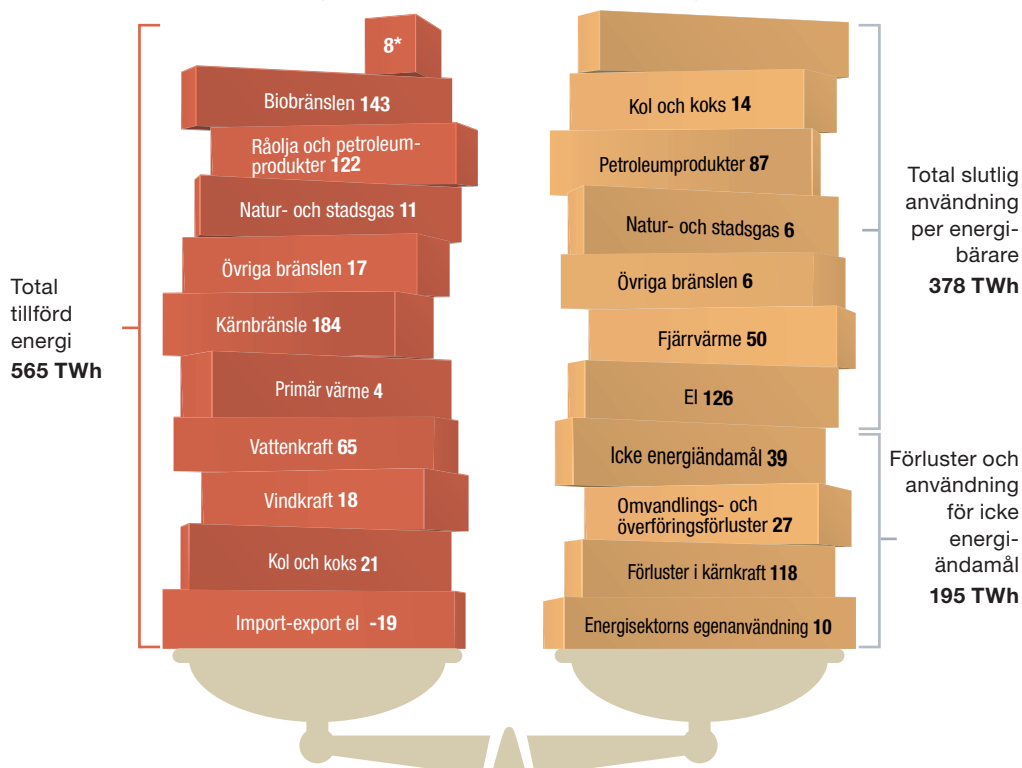 8*
Biobränslen 143
Råolja och petroleum-
produkter 122
Natur- och stadsgas 11
Övriga bränslen 17
Kärnbränsle 184
Primär värme 4
Vattenkraft 65
Vindkraft 18
Kol och koks 21
Import-export el -19
Total
tillförd
energi
565 TWh
Kol och koks 14
Petroleumprodukter 87
Natur- och stadsgas 6
Övriga bränslen 6
Fjärrvärme 50
El 126
Icke energiändamål 39
Omvandlings- och
överföringsförluster 27
Förluster i kärnkraft 118
Energisektorns egenanvändning 10
Total slutlig
användning
per energi-
bärare
378 TWh
Förluster och
användning
för icke
energi-
ändamål
195 TWh